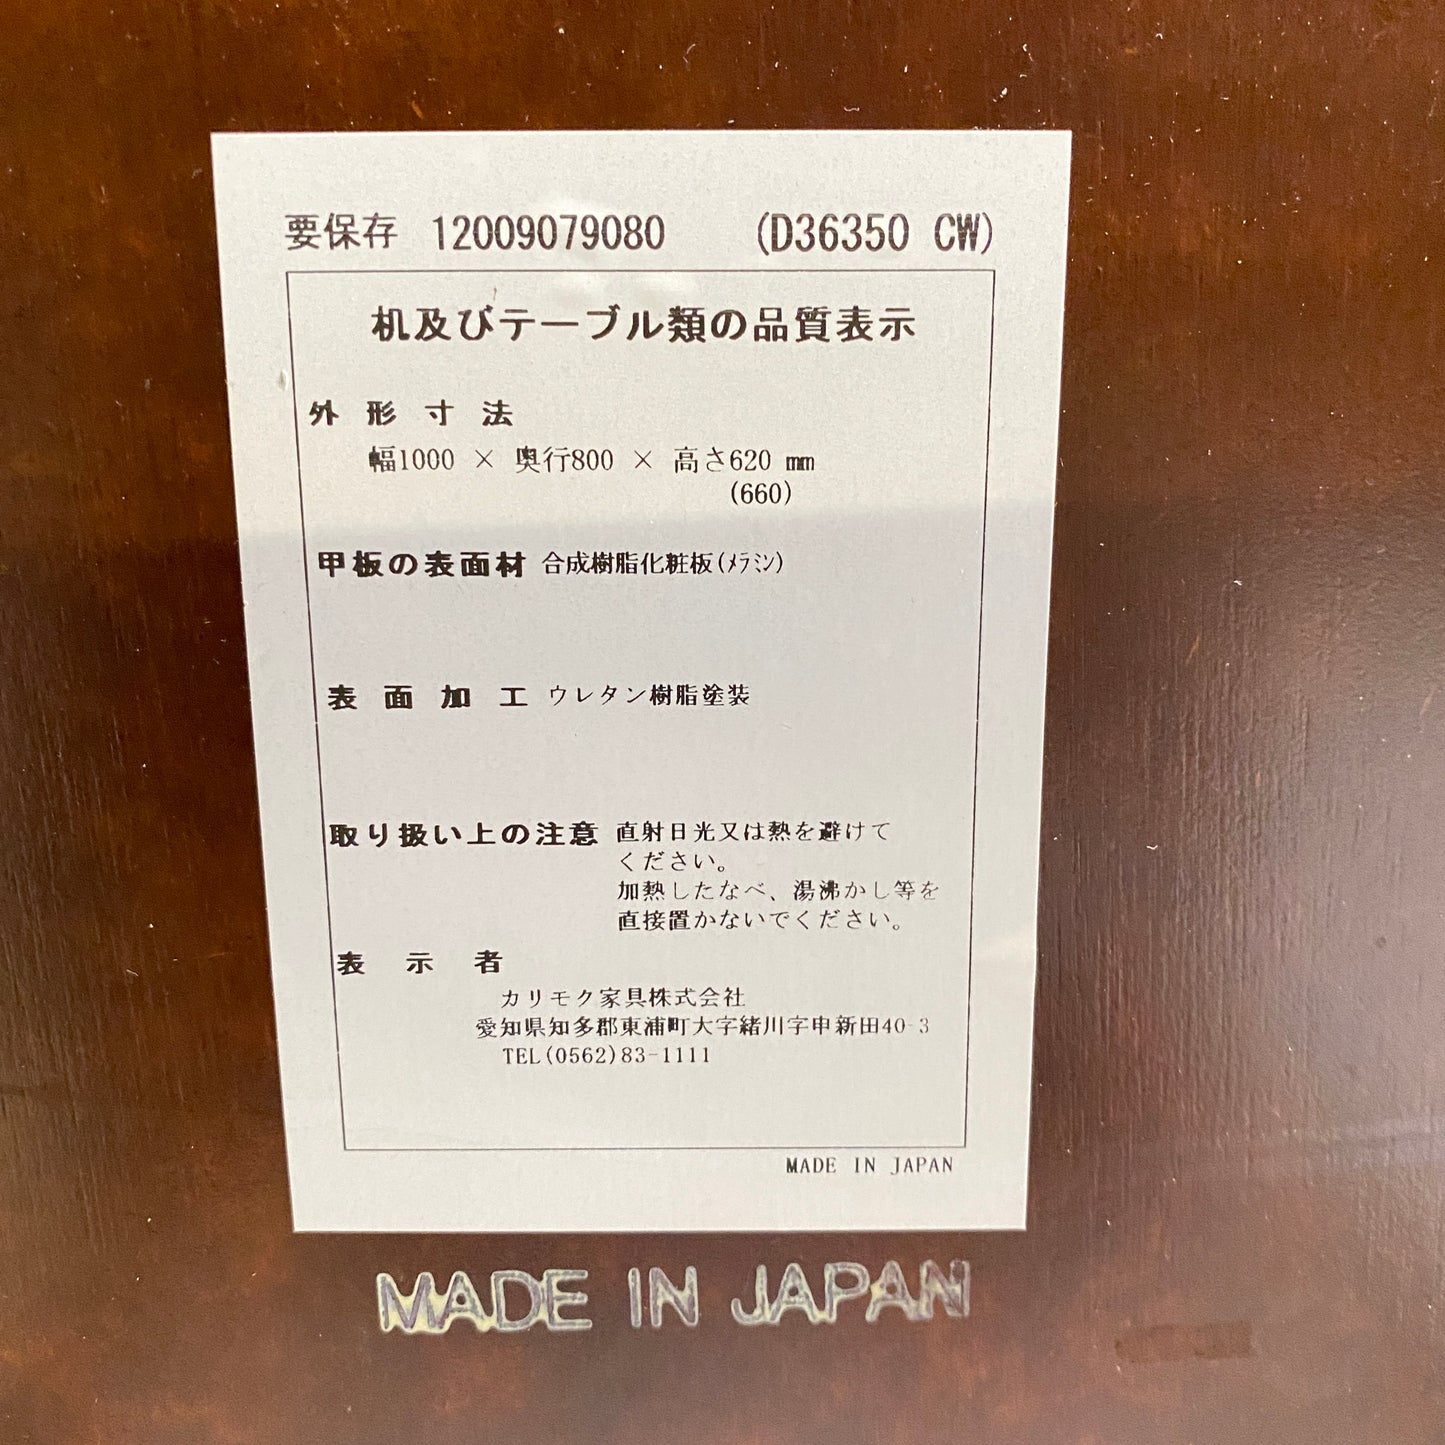 要保存 12009079080 (D36350 CW)
机及びテーブル類の品質表示
外形寸法
幅1000 × 奥行800 × 高さ620 mm
(660)
甲板の表面材 合成樹脂化粧板(ﾒﾗﾐﾝ)
表面加工 ウレタン樹脂塗装
取り扱い上の注意 直射日光又は熱を避けて
ください。
加熱したなべ、湯沸かし等を
直接置かないでください。
表示者
カリモク家具株式会社
愛知県知多郡東浦町大字緒川字申新田40-3
TEL(0562)83-1111
MADE IN JAPAN
MADE IN JAPAN